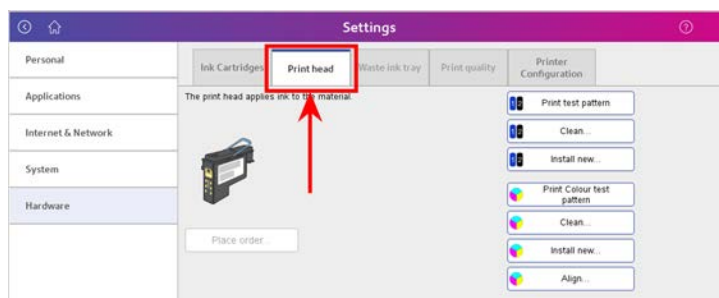 Settings
Personal
Applications
Internet & Network
System
Hardware
Ink Cartridges
Print head
Waste ink tray
Print quality
Printer
Configuration
The print head applies ink to the material.
Place order...
Print test pattern
Clean...
Install new...
Print Colour test
pattern
Clean...
Install new...
Align...